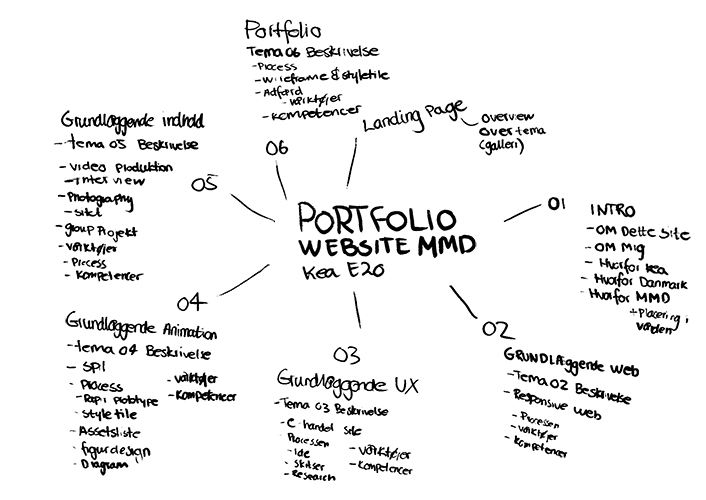 PORTFOLIO
WEBSITE MMD
Kea E20
Landing Page
- overview
over tema
(galleri)
01
INTRO
- OM Dette Site
- OM Mig
- Hvorfor Kea
- Hvorfor Danmark
- Hvorfor MMD
+ Placering i
verden
02
GRUNDLÆggende web
- Tema 02 Beskrivelse
- Responsive web
- Processen
- værktøjer
- Kompetencer
03
Grundlæggende UX
- Tema 03 Beskrivelse
- E-handel site
- Processen
- Ide
- Skitser
- Research
- værktøjer
- Kompetencer
04
Grundlæggende Animation
- Tema 04 Beskrivelse
- SPIL
- Process
- Papir
- style tile
- Assetsliste
- figurdesign
- Diagram
- værktøjer
- Kompetencer
05
Grundlæggende indhold
- Tema 05 Beskrivelse
- Video Produktion
- Interview
- Photography
- group Projekt
- værktøjer
- Process
- Kompetencer
06
Portfolio
Tema 06 Beskrivelse
- Process
- wireframe & styletile
- Adfærd
- værktøjer
- Kompetencer